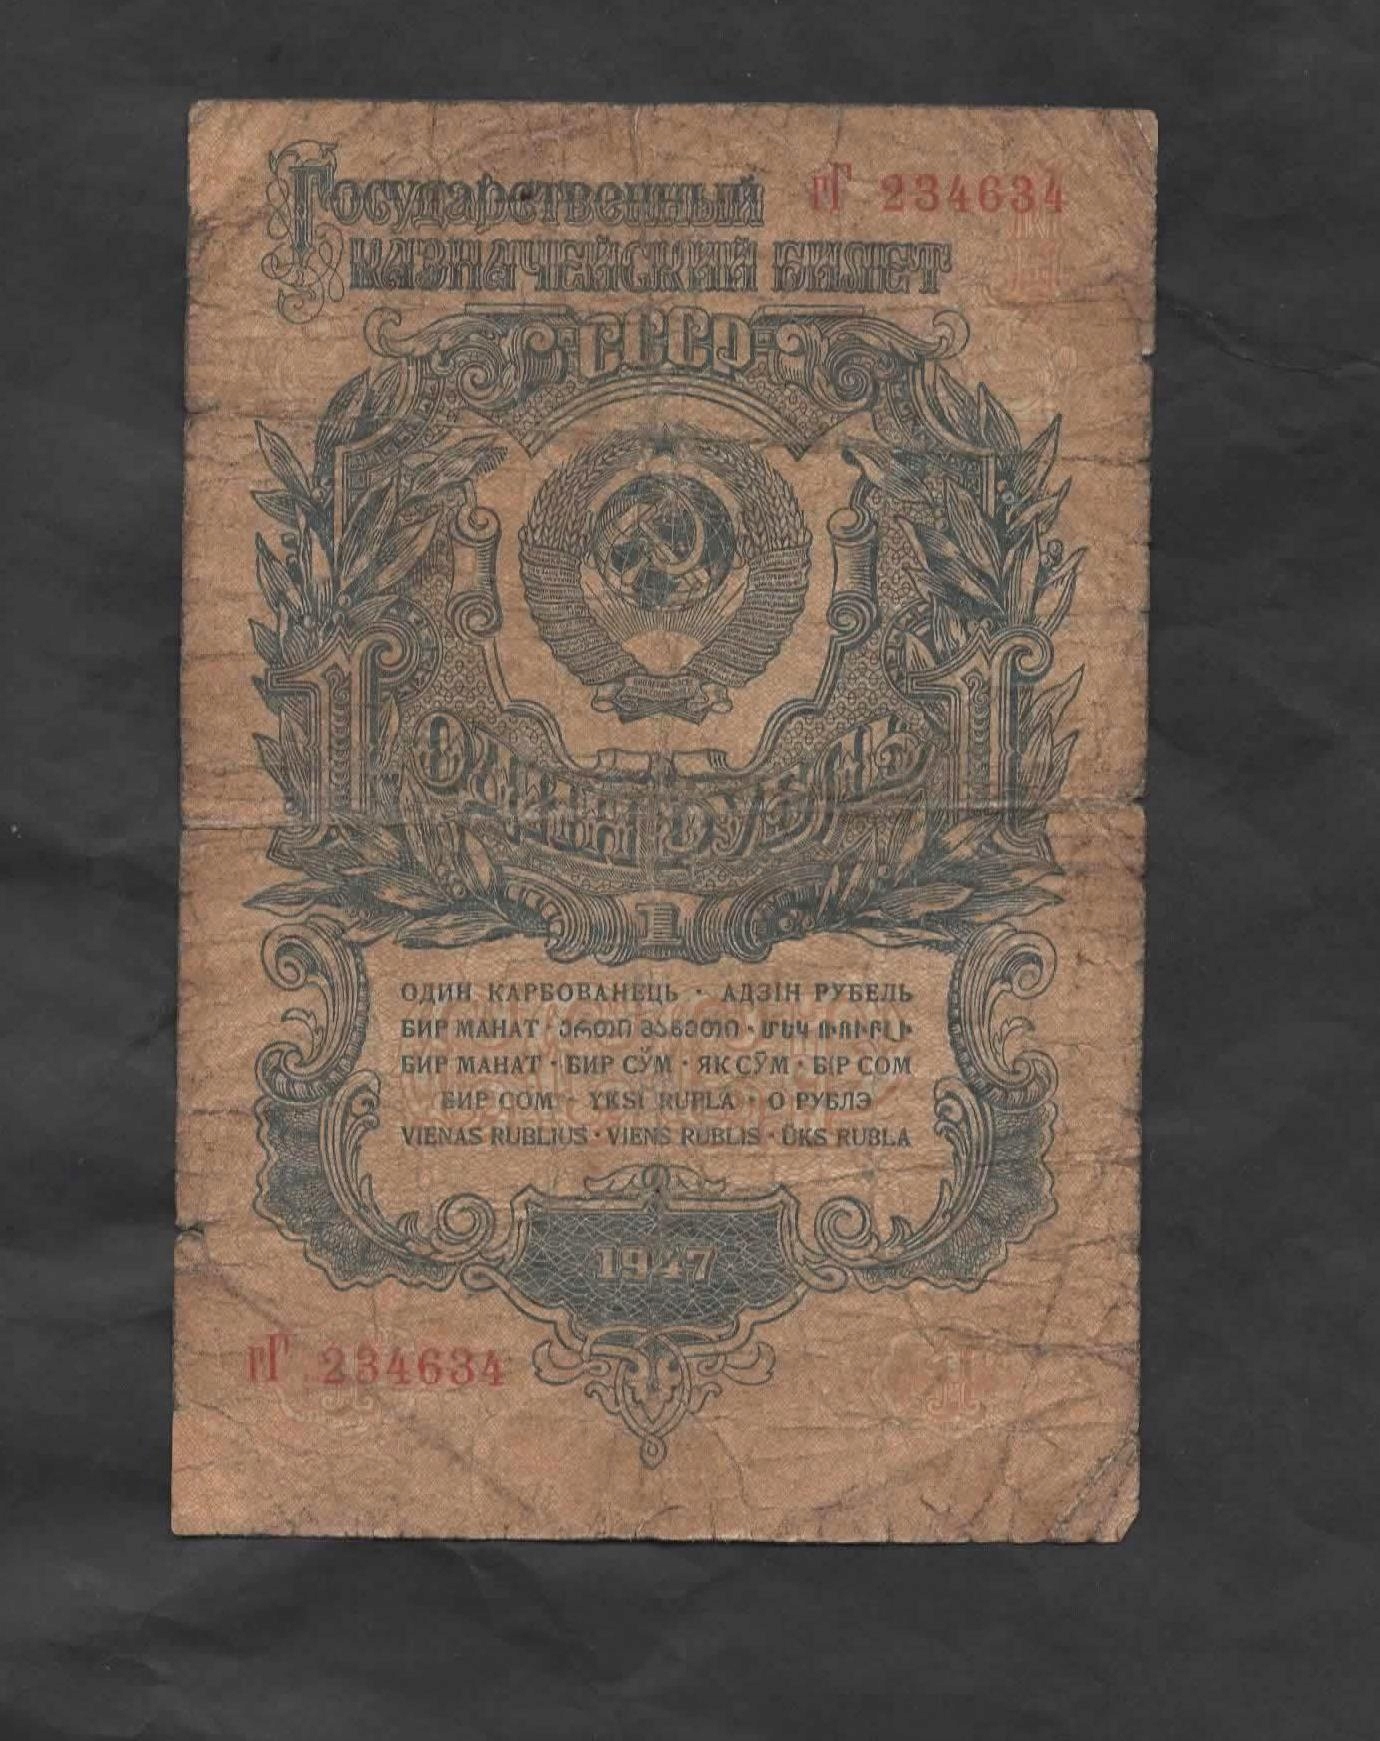 Государственный гГ 234634
казначейский билет
СССР
1 Один рубль 1
1
ОДИН КАРБОВАНЕЦЬ · АДЗІН РУБЕЛЬ
БИР МАНАТ · ერთი მანეთი · ՄԵԿ ՌՈՒԲԼԻ
БИР МАНАТ · БИР СЎМ · ЯК СӮМ · БІР СОМ
БИР СОМ · YKSI RUPLA · О РУБЛЭ
VIENAS RUBLIUS · VIENS RUBLIS · ÜKS RUBLA
1947
гГ 234634